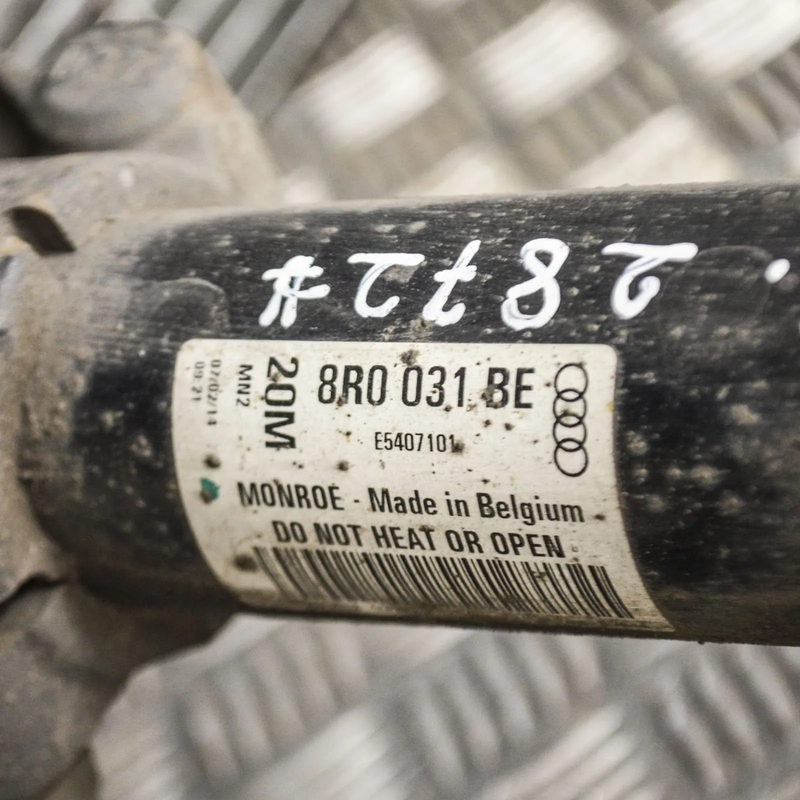 .2872#
8R0 031 BE
E5407101
MONROE - Made in Belgium
DO NOT HEAT OR OPEN
20M
MN2
07/02/14
09:21